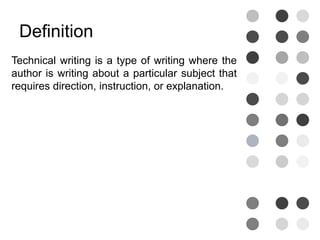 Definition
Technical writing is a type of writing where the
author is writing about a particular subject that
requires direction, instruction, or explanation.